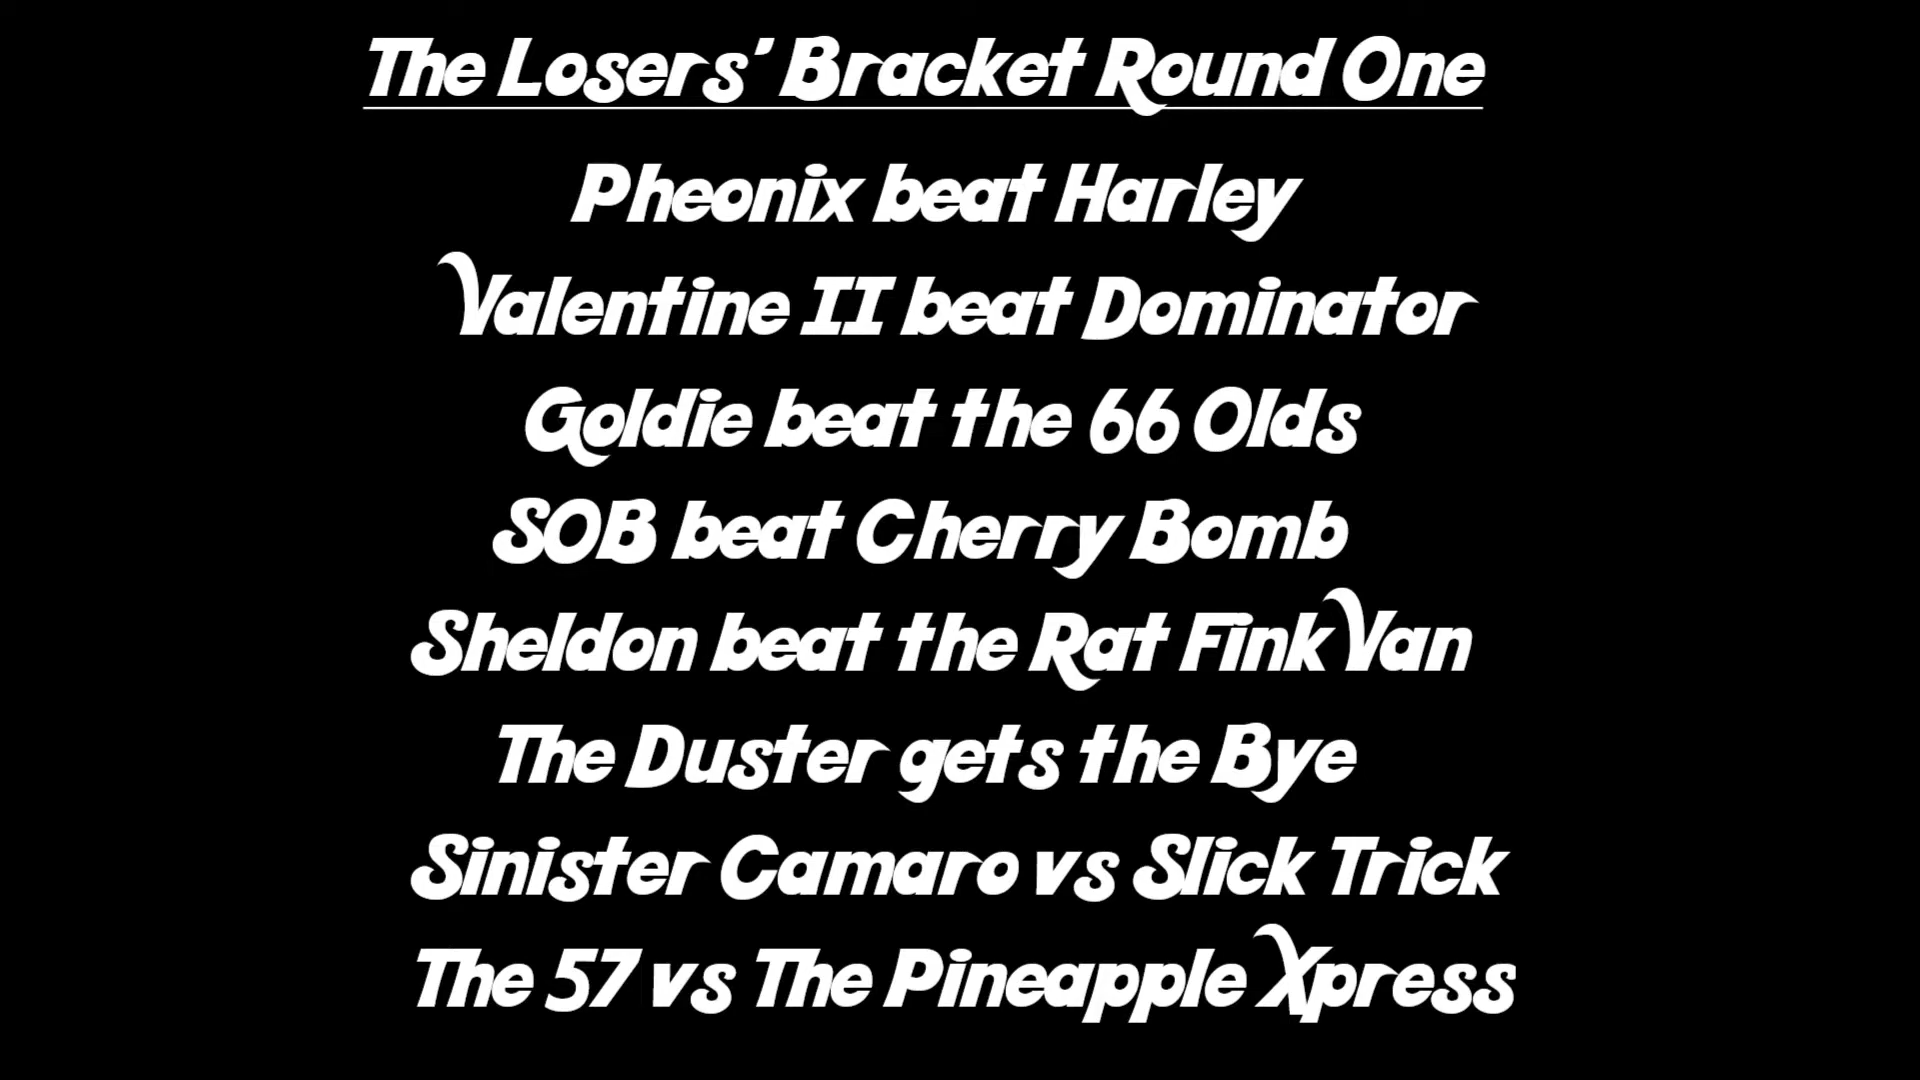 The Losers' Bracket Round One
Pheonix beat Harley
Valentine II beat Dominator
Goldie beat the 66 Olds
SOB beat Cherry Bomb
Sheldon beat the Rat Fink Van
The Duster gets the Bye
Sinister Camaro vs Slick Trick
The 57 vs The Pineapple Xpress